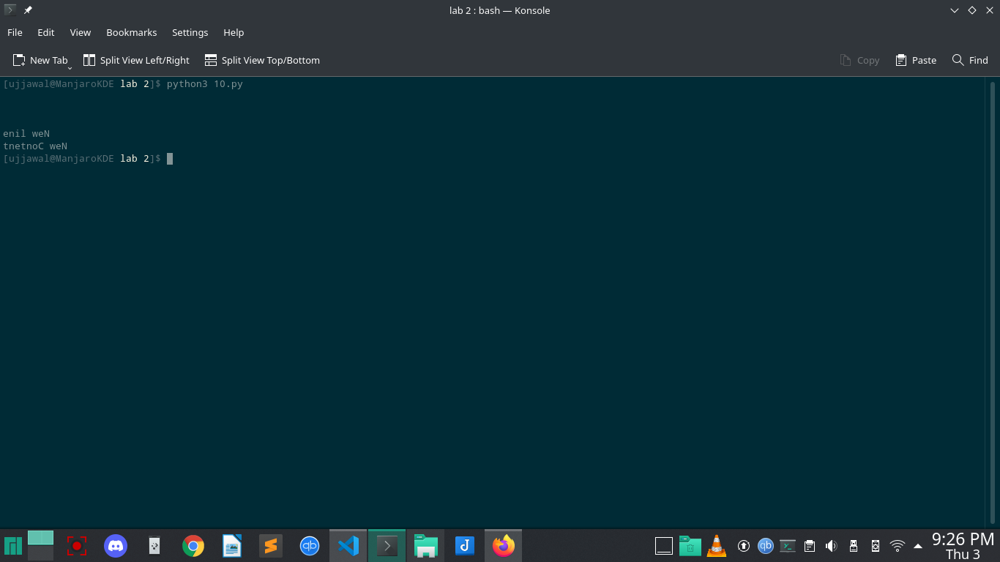 lab 2 : bash — Konsole
File Edit View Bookmarks Settings Help
New Tab Split View Left/Right Split View Top/Bottom Copy Paste Find
[ujjawal@ManjaroKDE lab 2]$ python3 10.py
enil weN
tnetnoC weN
[ujjawal@ManjaroKDE lab 2]$
qb qb 9:26 PM
Thu 3